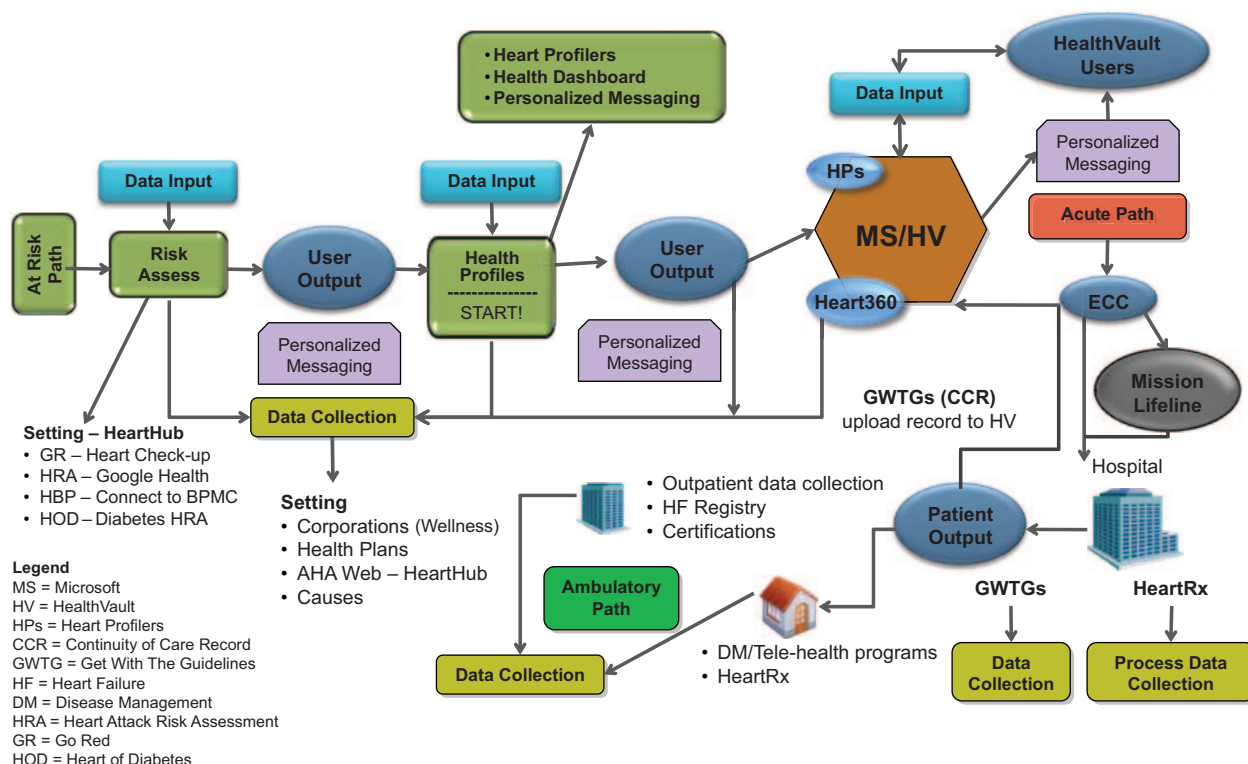 • Heart Profilers
• Health Dashboard
• Personalized Messaging
HealthVault
Users
Data Input
Personalized
Messaging
HPs
MS/HV
Heart360
Acute Path
ECC
Mission
Lifeline
Data Input
Data Input
At Risk
Path
Risk
Assess
User
Output
Health
Profiles
----------------
START!
User
Output
Personalized
Messaging
Personalized
Messaging
Data Collection
GWTGs (CCR)
upload record to HV
Hospital
Setting – HeartHub
• GR – Heart Check-up
• HRA – Google Health
• HBP – Connect to BPMC
• HOD – Diabetes HRA
Setting
• Corporations (Wellness)
• Health Plans
• AHA Web – HeartHub
• Causes
• Outpatient data collection
• HF Registry
• Certifications
Patient
Output
Ambulatory
Path
Data Collection
• DM/Tele-health programs
• HeartRx
GWTGs
HeartRx
Data
Collection
Process Data
Collection
Legend
MS = Microsoft
HV = HealthVault
HPs = Heart Profilers
CCR = Continuity of Care Record
GWTG = Get With The Guidelines
HF = Heart Failure
DM = Disease Management
HRA = Heart Attack Risk Assessment
GR = Go Red
HOD = Heart of Diabetes